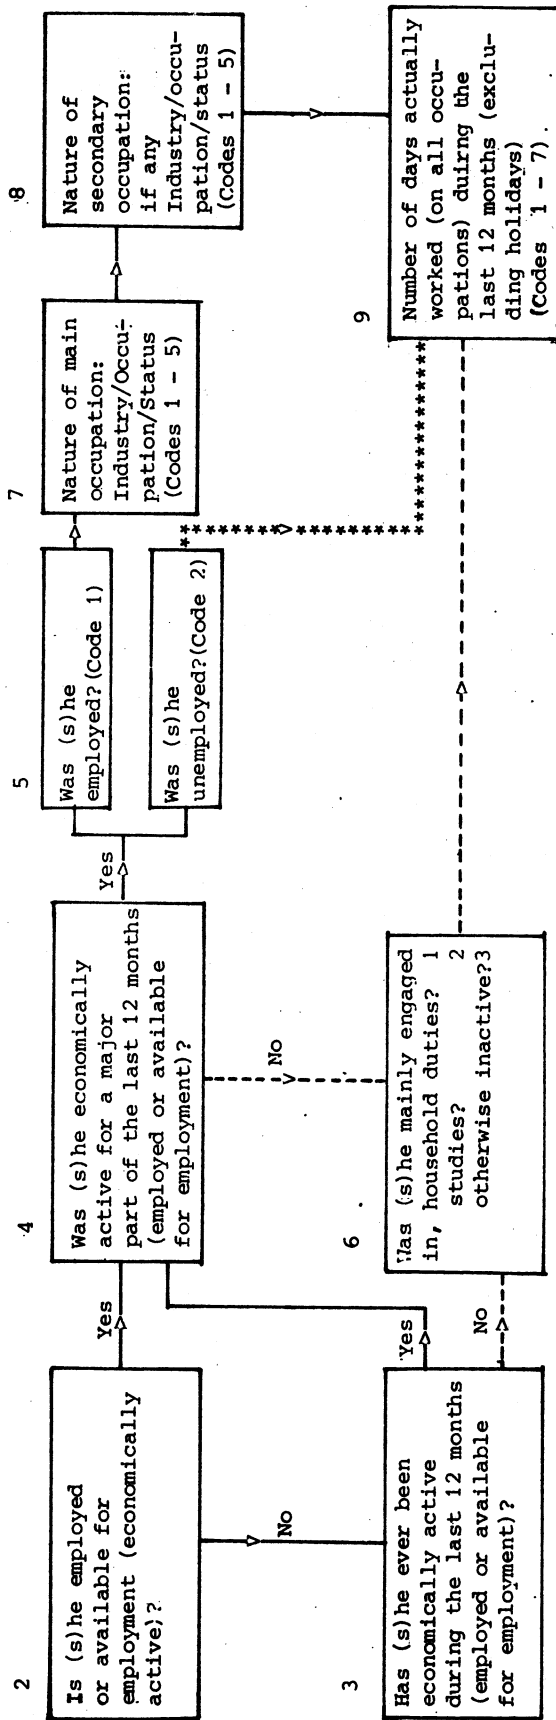 2
Is (s)he employed
or available for
employment (economically
active)?
Yes
No
3
Has (s)he ever been
economically active
during the last 12 months
(employed or available
for employment)?
Yes
No
4
Was (s)he economically
active for a major
part of the last 12 months
(employed or available
for employment)?
Yes
No
5
Was (s)he
employed?(Code 1)
Was (s)he
unemployed?(Code 2)
6
Was (s)he mainly engaged
in, household duties? 1
studies? 2
otherwise inactive?3
7
Nature of main
occupation:
Industry/Occu-
pation/Status
(Codes 1 - 5)
8
Nature of
secondary
occupation:
if any
Industry/occu-
pation/status
(Codes 1 - 5)
9
Number of days actually
worked (on all occu-
pations) duirng the
last 12 months (exclu-
ding holidays)
(Codes 1 - 7).